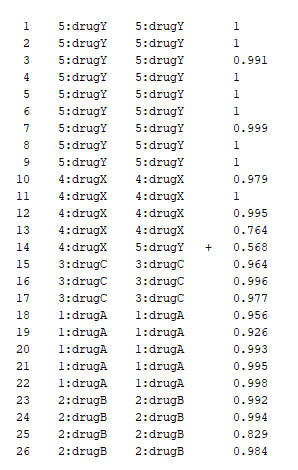 1 5:drugY 5:drugY 1
2 5:drugY 5:drugY 1
3 5:drugY 5:drugY 0.991
4 5:drugY 5:drugY 1
5 5:drugY 5:drugY 1
6 5:drugY 5:drugY 1
7 5:drugY 5:drugY 0.999
8 5:drugY 5:drugY 1
9 5:drugY 5:drugY 1
10 4:drugX 4:drugX 0.979
11 4:drugX 4:drugX 1
12 4:drugX 4:drugX 0.995
13 4:drugX 4:drugX 0.764
14 4:drugX 5:drugY + 0.568
15 3:drugC 3:drugC 0.964
16 3:drugC 3:drugC 0.996
17 3:drugC 3:drugC 0.977
18 1:drugA 1:drugA 0.956
19 1:drugA 1:drugA 0.926
20 1:drugA 1:drugA 0.993
21 1:drugA 1:drugA 0.995
22 1:drugA 1:drugA 0.998
23 2:drugB 2:drugB 0.992
24 2:drugB 2:drugB 0.994
25 2:drugB 2:drugB 0.829
26 2:drugB 2:drugB 0.984